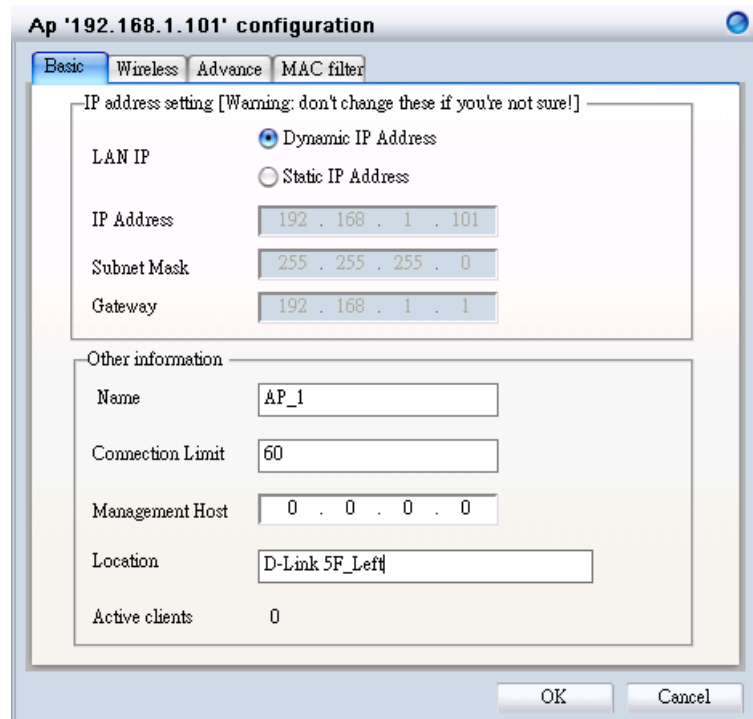 Ap '192.168.1.101' configuration
Basic Wireless Advance MAC filter
IP address setting [Warning: don't change these if you're not sure!]
LAN IP
Dynamic IP Address
Static IP Address
IP Address 192 . 168 . 1 . 101
Subnet Mask 255 . 255 . 255 . 0
Gateway 192 . 168 . 1 . 1
Other information
Name AP_1
Connection Limit 60
Management Host 0 . 0 . 0 . 0
Location D-Link 5F_Left
Active clients 0
OK Cancel